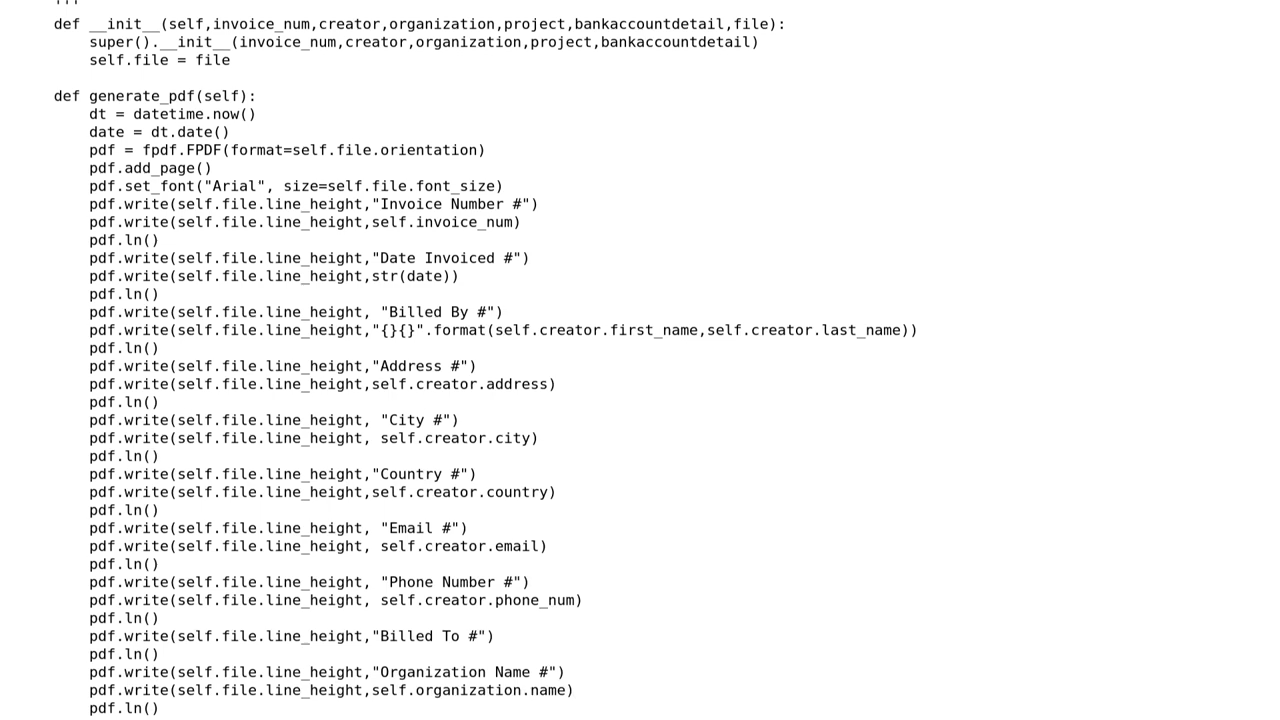 '''
def __init__(self,invoice_num,creator,organization,project,bankaccountdetail,file):
super().__init__(invoice_num,creator,organization,project,bankaccountdetail)
self.file = file
def generate_pdf(self):
dt = datetime.now()
date = dt.date()
pdf = fpdf.FPDF(format=self.file.orientation)
pdf.add_page()
pdf.set_font("Arial", size=self.file.font_size)
pdf.write(self.file.line_height,"Invoice Number #")
pdf.write(self.file.line_height,self.invoice_num)
pdf.ln()
pdf.write(self.file.line_height,"Date Invoiced #")
pdf.write(self.file.line_height,str(date))
pdf.ln()
pdf.write(self.file.line_height, "Billed By #")
pdf.write(self.file.line_height,"{}{}".format(self.creator.first_name,self.creator.last_name))
pdf.ln()
pdf.write(self.file.line_height,"Address #")
pdf.write(self.file.line_height,self.creator.address)
pdf.ln()
pdf.write(self.file.line_height, "City #")
pdf.write(self.file.line_height, self.creator.city)
pdf.ln()
pdf.write(self.file.line_height,"Country #")
pdf.write(self.file.line_height,self.creator.country)
pdf.ln()
pdf.write(self.file.line_height, "Email #")
pdf.write(self.file.line_height, self.creator.email)
pdf.ln()
pdf.write(self.file.line_height, "Phone Number #")
pdf.write(self.file.line_height, self.creator.phone_num)
pdf.ln()
pdf.write(self.file.line_height,"Billed To #")
pdf.ln()
pdf.write(self.file.line_height,"Organization Name #")
pdf.write(self.file.line_height,self.organization.name)
pdf.ln()